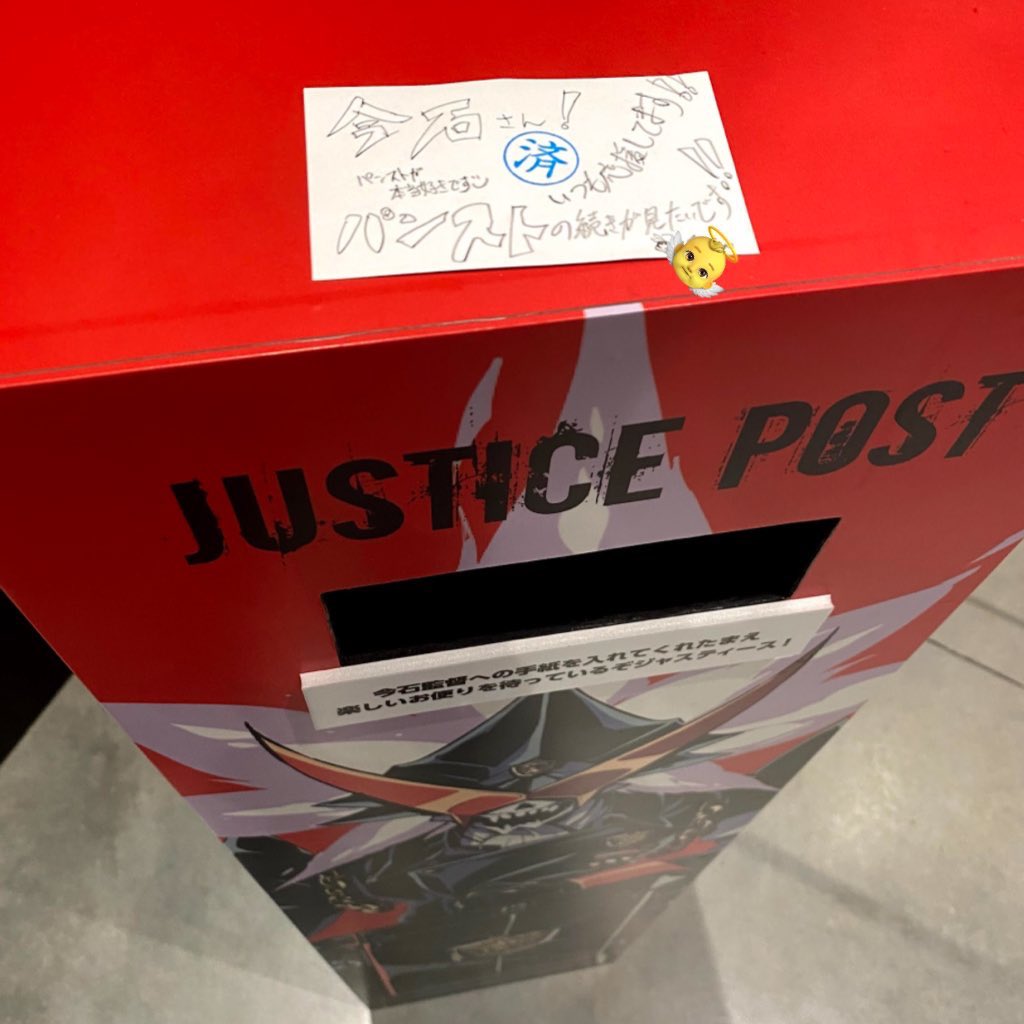 今石さん!
済
いつも応援してます!!
パンストが
本当好きです
パンストの続きが見たいです!!
JUSTICE POST
今石監督への手紙を入れてくれたまえ
楽しいお便りを待っているぞジャスティース!